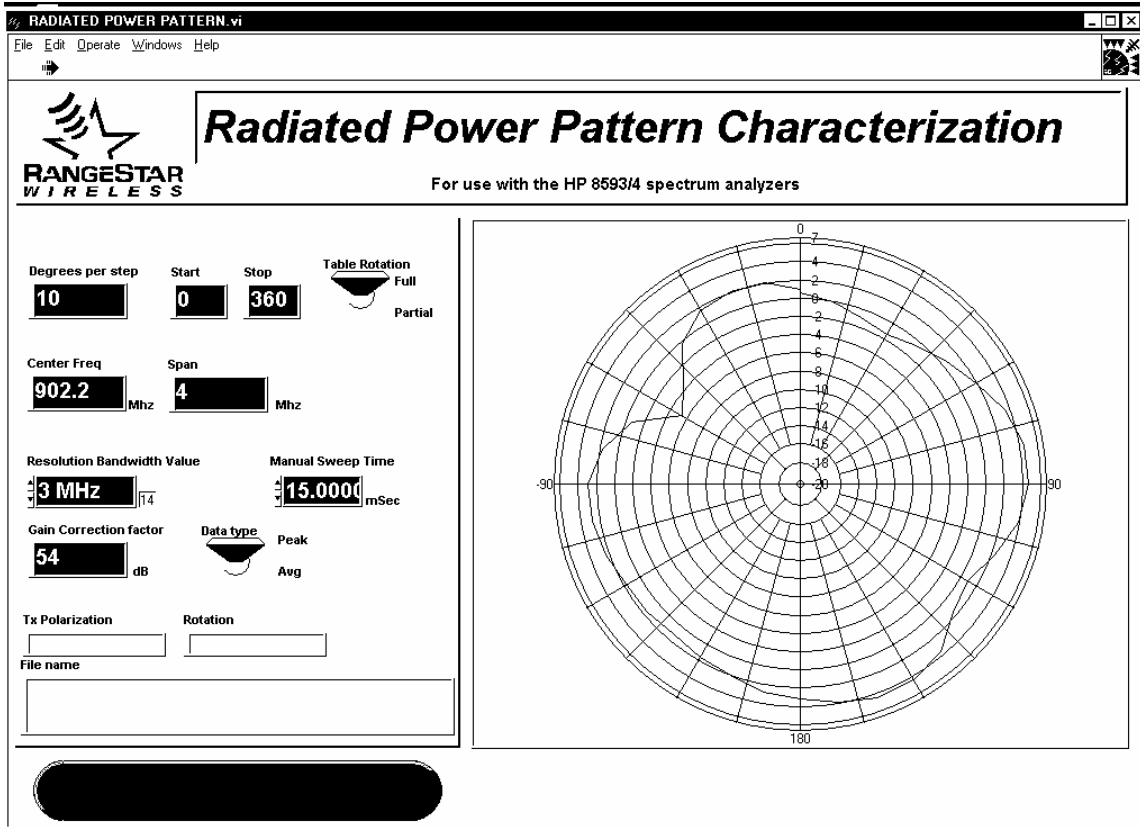 RADIATED POWER PATTERN.vi
File Edit Operate Windows Help
RANGESTAR
WIRELESS
Radiated Power Pattern Characterization
For use with the HP 8593/4 spectrum analyzers
Degrees per step
10
Start
0
Stop
360
Table Rotation
Full
Partial
Center Freq
902.2
Mhz
Span
4
Mhz
Resolution Bandwidth Value
3 MHz
14
Manual Sweep Time
15.0000
mSec
Gain Correction factor
54
dB
Data type
Peak
Avg
Tx Polarization
Rotation
File name
0
7
4
2
0
-2
-4
-6
-8
-10
-12
-14
-16
-18
-20
-90
90
180